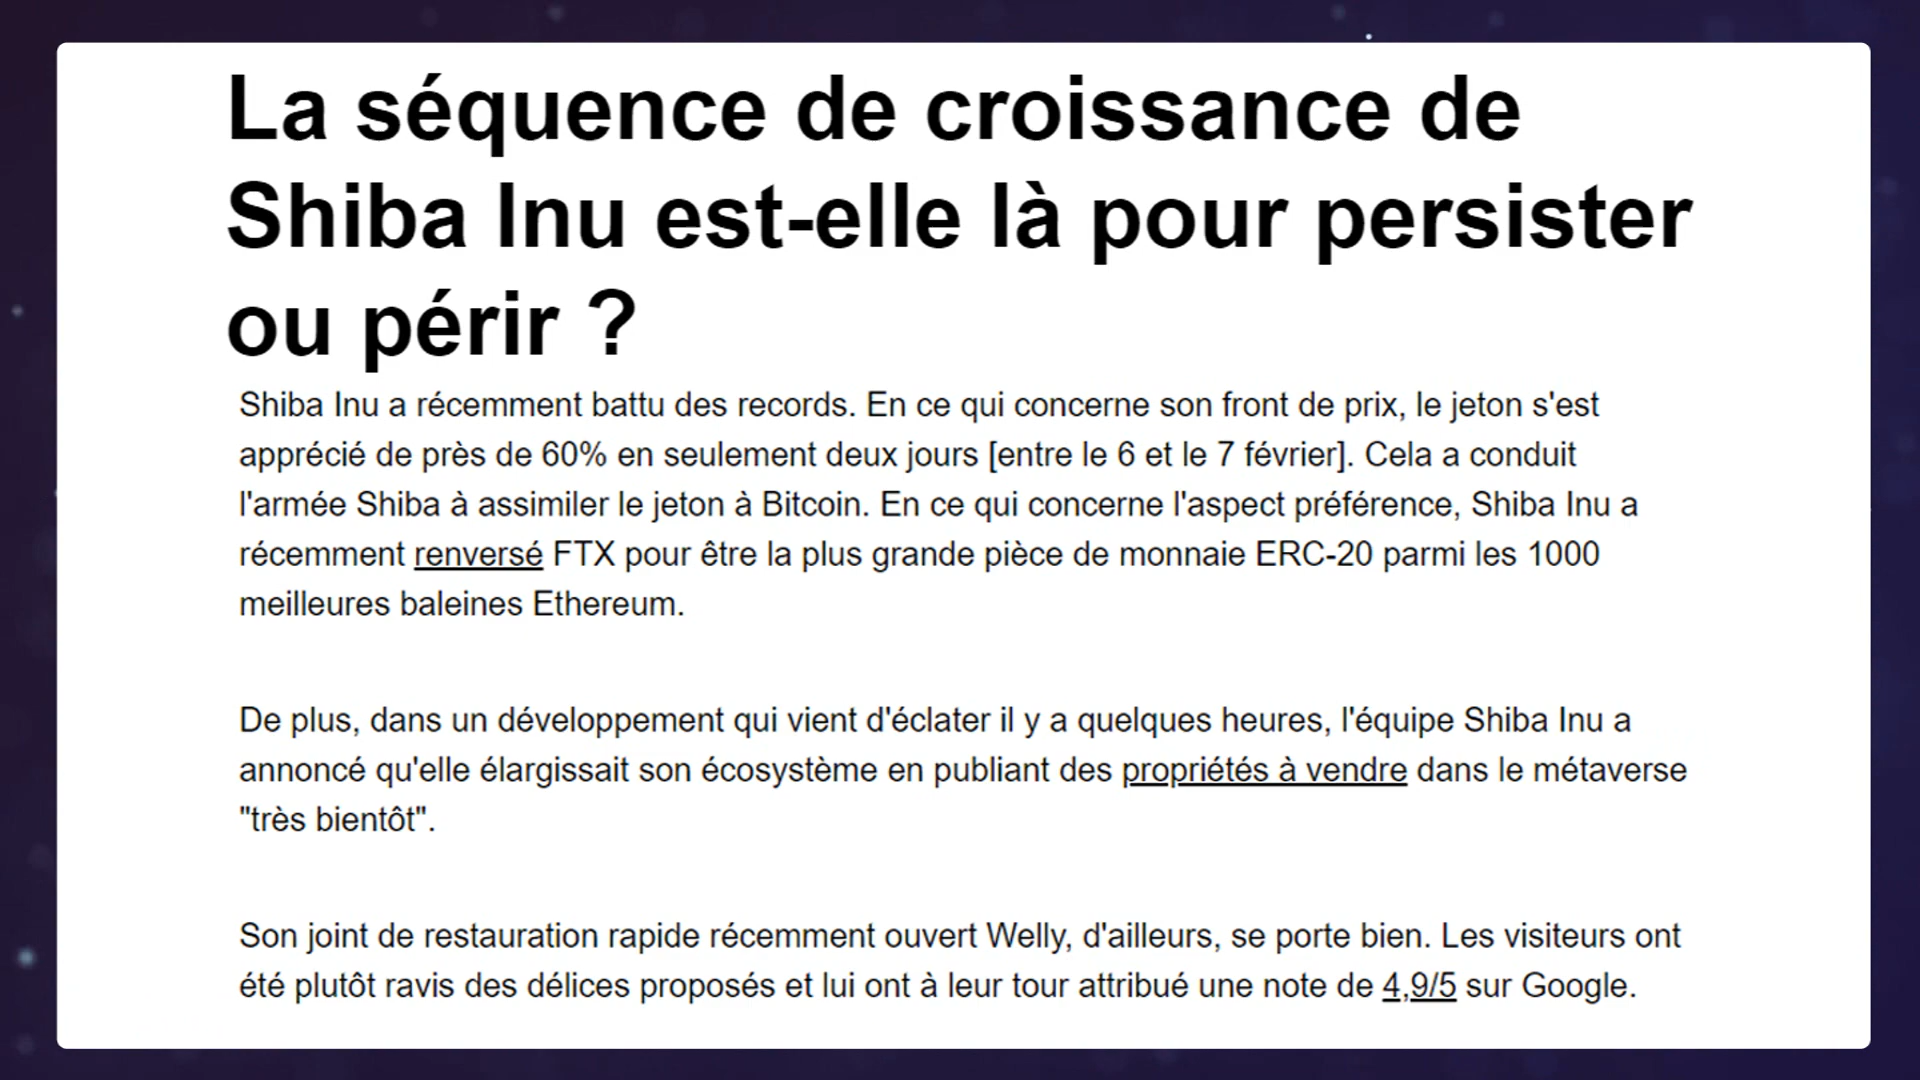 La séquence de croissance de
Shiba Inu est-elle là pour persister
ou périr ?
Shiba Inu a récemment battu des records. En ce qui concerne son front de prix, le jeton s'est
apprécié de près de 60% en seulement deux jours [entre le 6 et le 7 février]. Cela a conduit
l'armée Shiba à assimiler le jeton à Bitcoin. En ce qui concerne l'aspect préférence, Shiba Inu a
récemment renversé FTX pour être la plus grande pièce de monnaie ERC-20 parmi les 1000
meilleures baleines Ethereum.
De plus, dans un développement qui vient d'éclater il y a quelques heures, l'équipe Shiba Inu a
annoncé qu'elle élargissait son écosystème en publiant des propriétés à vendre dans le métaverse
"très bientôt".
Son joint de restauration rapide récemment ouvert Welly, d'ailleurs, se porte bien. Les visiteurs ont
été plutôt ravis des délices proposés et lui ont à leur tour attribué une note de 4,9/5 sur Google.